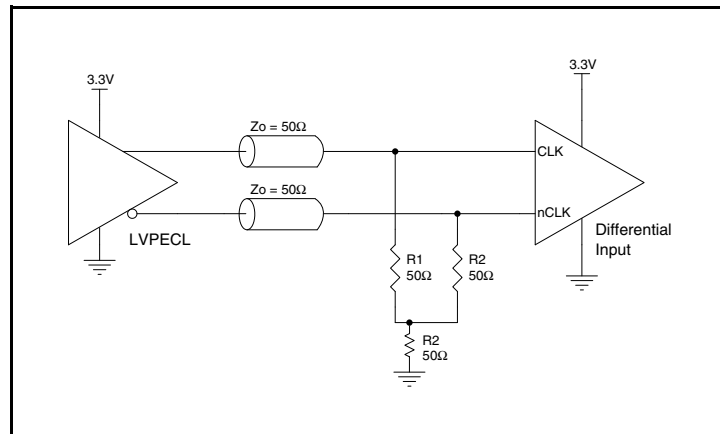 3.3V
3.3V
Zo = 50Ω
CLK
Zo = 50Ω
nCLK
LVPECL
Differential
Input
R1
50Ω
R2
50Ω
R2
50Ω